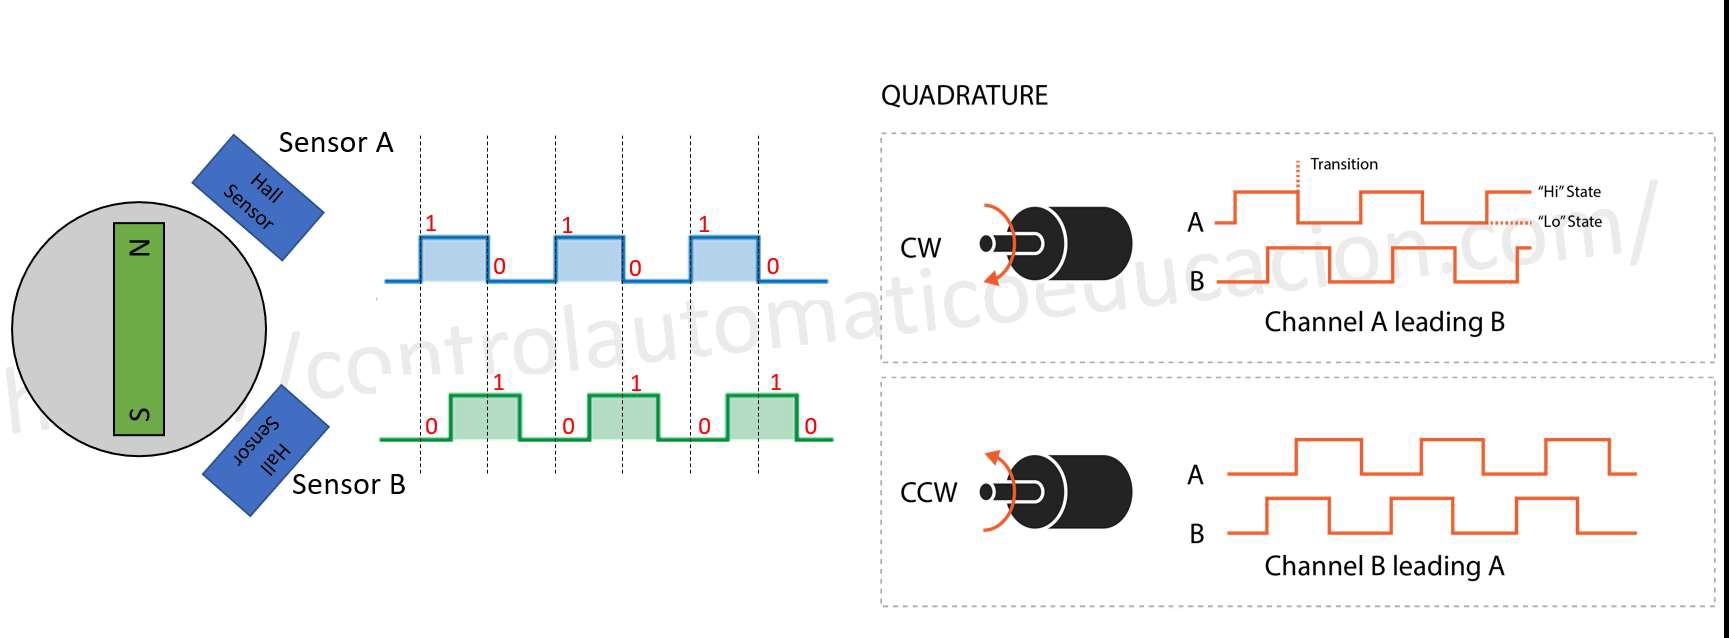 Sensor A
Hall
Sensor
N
S
Hall
Sensor
Sensor B
1 1 1
0 0 0
1 1 1
0 0 0 0
QUADRATURE
Transition
"Hi" State
A
"Lo" State
CW
B
Channel A leading B
A
CCW
B
Channel B leading A
/controlautomaticoeducacion.com/